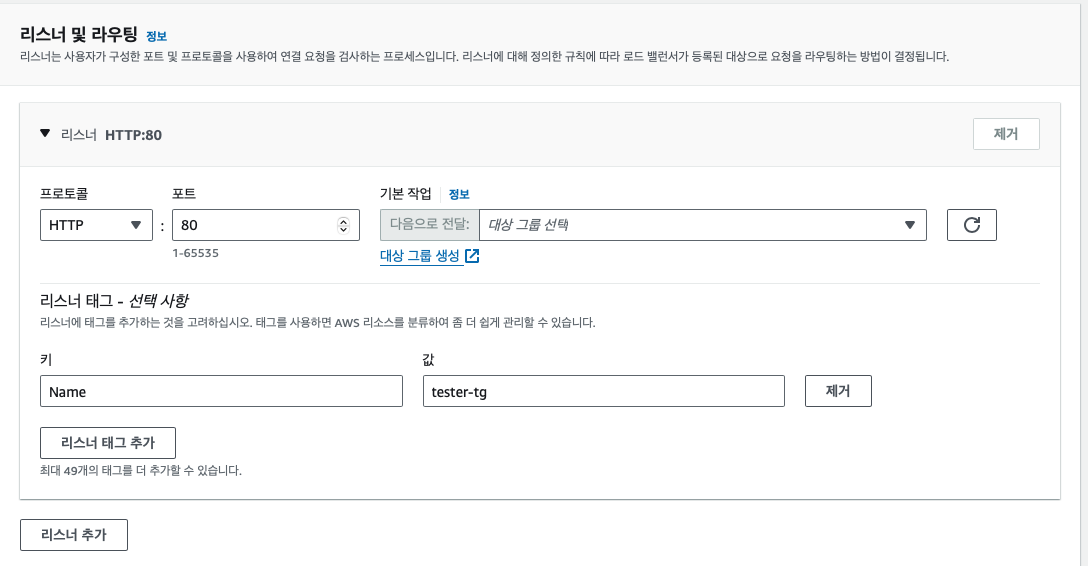 리스너 및 라우팅 정보
리스너는 사용자가 구성한 포트 및 프로토콜을 사용하여 연결 요청을 검사하는 프로세스입니다. 리스너에 대해 정의한 규칙에 따라 로드 밸런서가 등록된 대상으로 요청을 라우팅하는 방법이 결정됩니다.
리스너 HTTP:80
제거
프로토콜 포트 기본 작업 정보
HTTP : 80 다음으로 전달: 대상 그룹 선택
1-65535
대상 그룹 생성
리스너 태그 - 선택 사항
리스너에 태그를 추가하는 것을 고려하십시오. 태그를 사용하면 AWS 리소스를 분류하여 좀 더 쉽게 관리할 수 있습니다.
키 값
Name tester-tg 제거
리스너 태그 추가
최대 49개의 태그를 더 추가할 수 있습니다.
리스너 추가